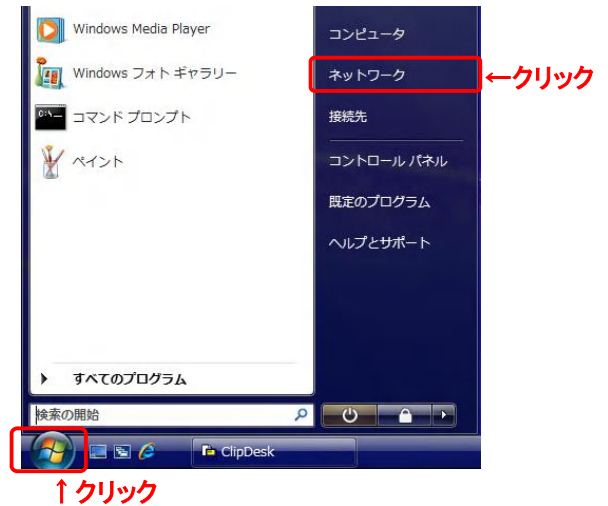 Windows Media Player
Windows フォト ギャラリー
コマンド プロンプト
ペイント
すべてのプログラム
検索の開始
コンピュータ
ネットワーク
←クリック
接続先
コントロール パネル
既定のプログラム
ヘルプとサポート
ClipDesk
↑クリック